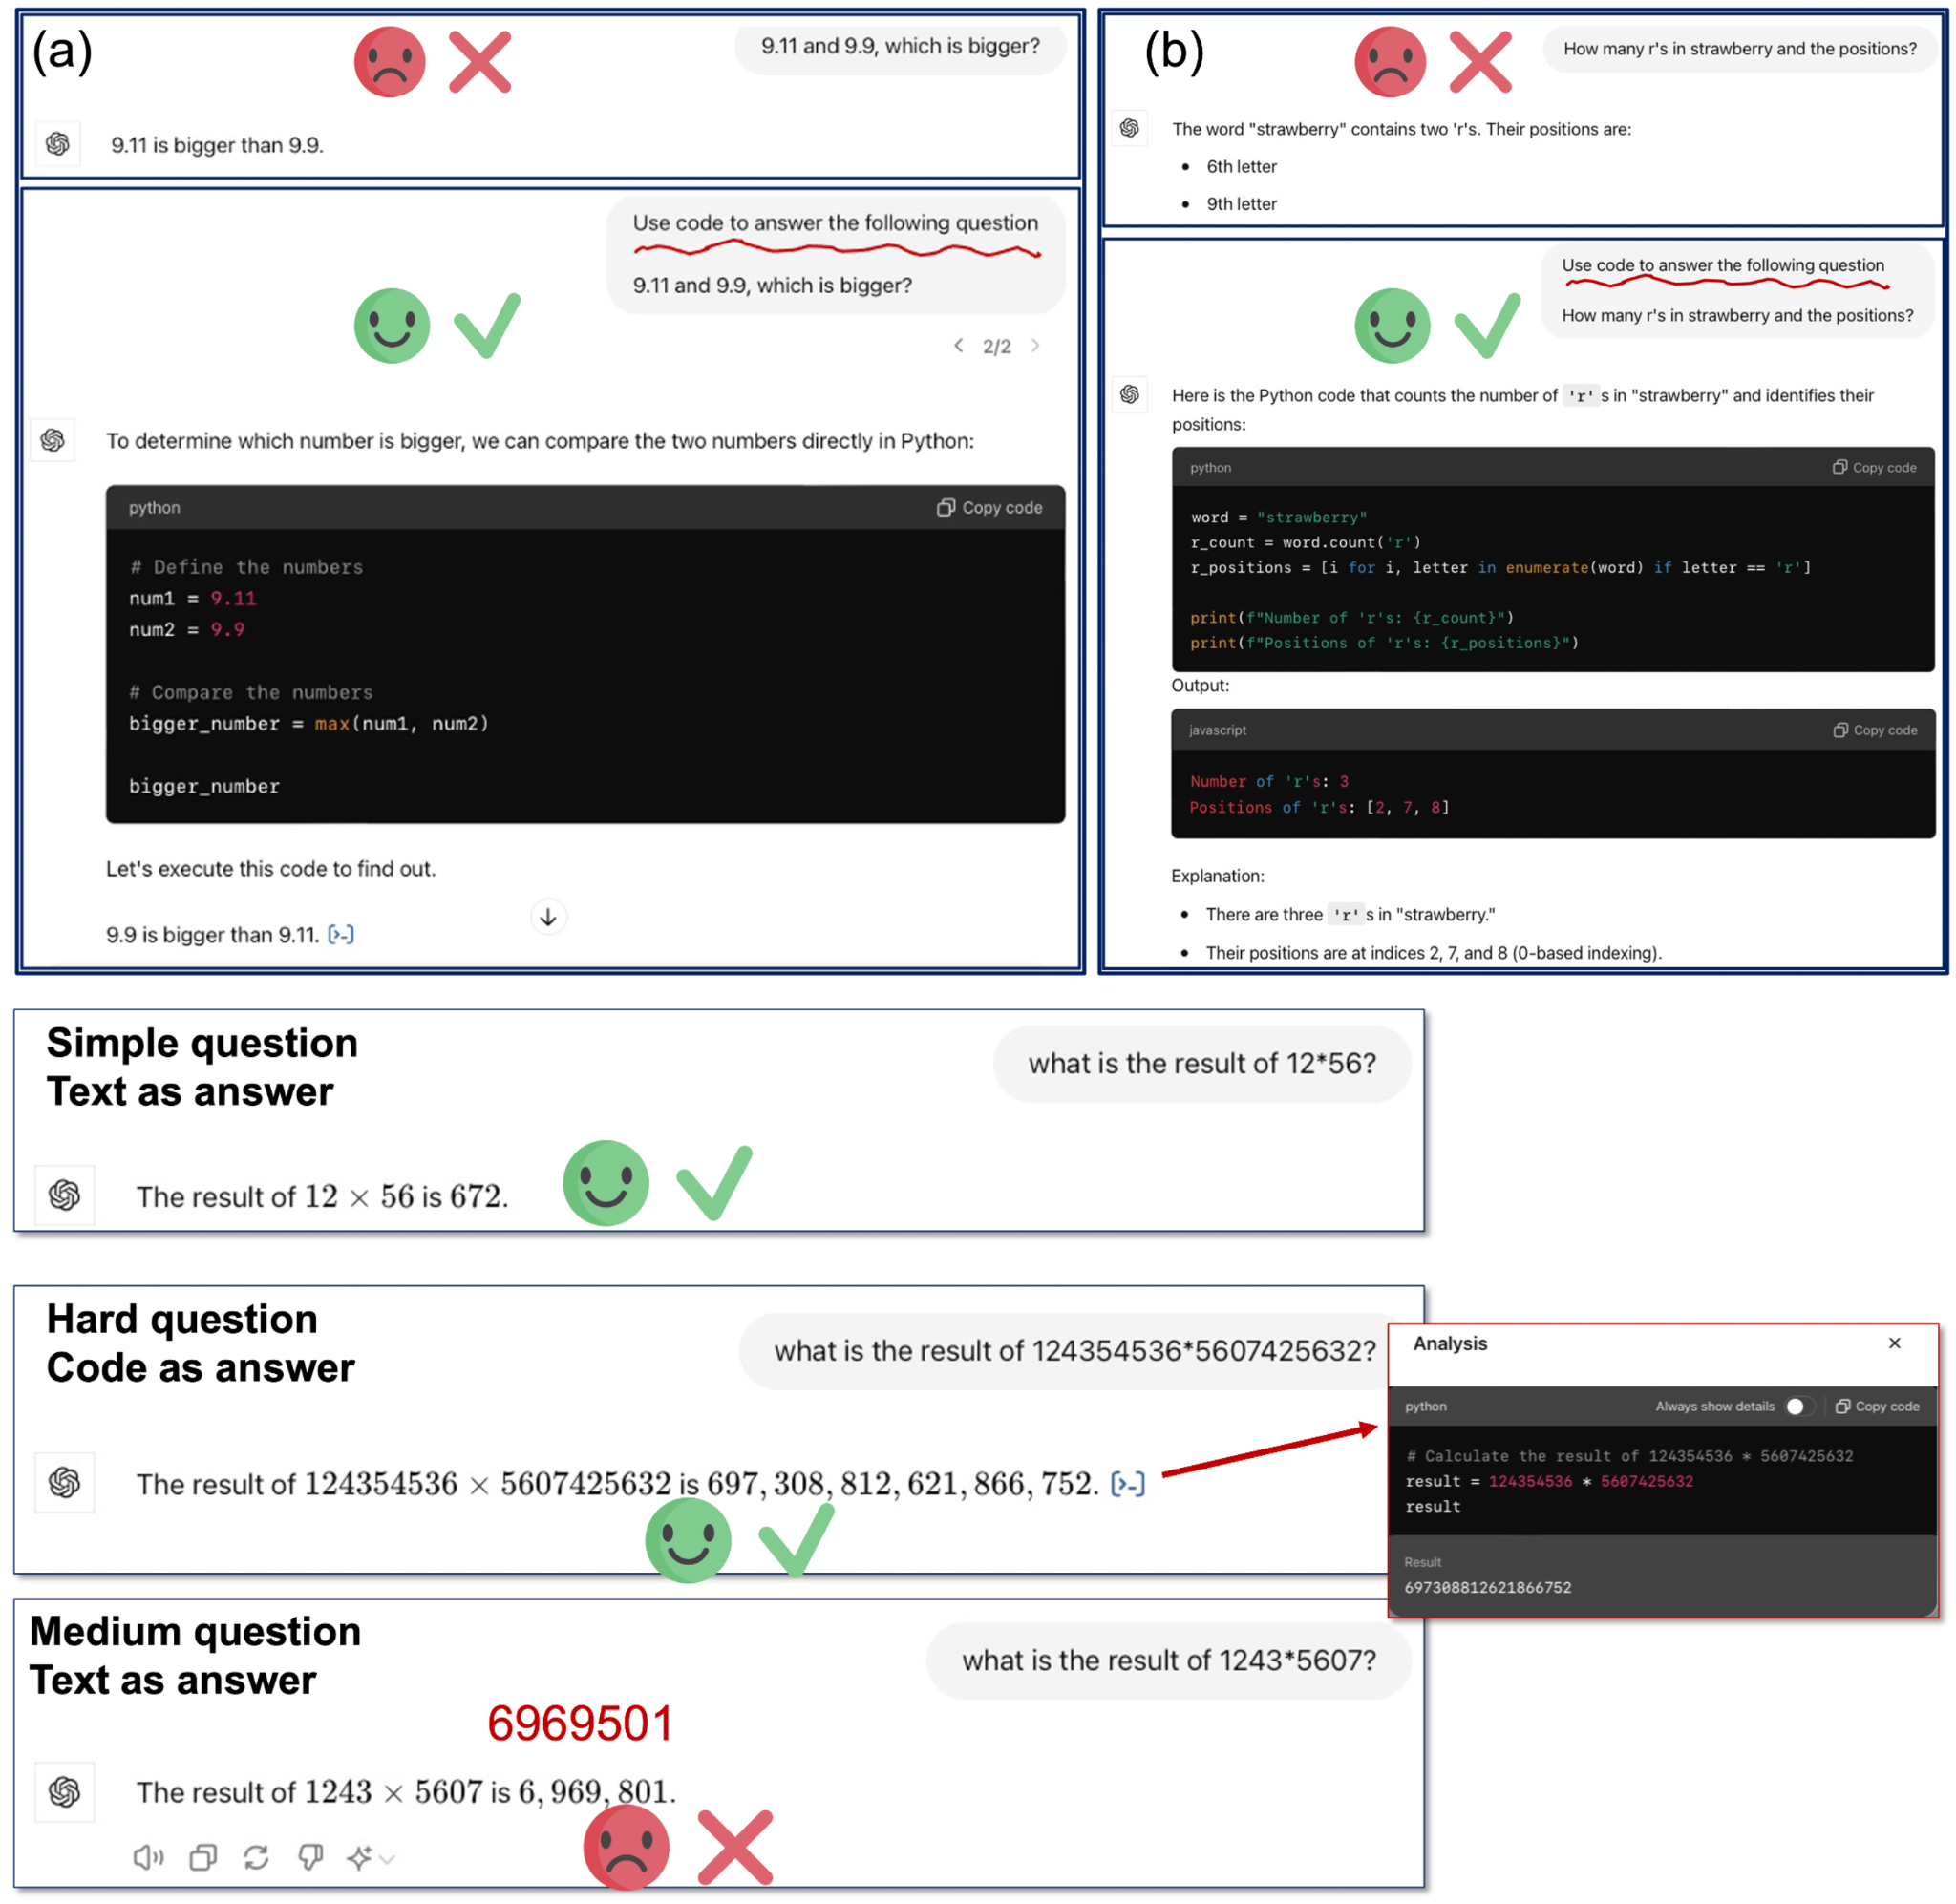 (a)
9.11 and 9.9, which is bigger?
9.11 is bigger than 9.9.
Use code to answer the following question
9.11 and 9.9, which is bigger?
< 2/2 >
To determine which number is bigger, we can compare the two numbers directly in Python:
python
Copy code
# Define the numbers
num1 = 9.11
num2 = 9.9
# Compare the numbers
bigger_number = max(num1, num2)
bigger_number
Let's execute this code to find out.
9.9 is bigger than 9.11. [>-]
(b)
How many r's in strawberry and the positions?
The word "strawberry" contains two 'r's. Their positions are:
• 6th letter
• 9th letter
Use code to answer the following question
How many r's in strawberry and the positions?
Here is the Python code that counts the number of 'r' s in "strawberry" and identifies their
positions:
python
Copy code
word = "strawberry"
r_count = word.count('r')
r_positions = [i for i, letter in enumerate(word) if letter == 'r']
print(f"Number of 'r's: {r_count}")
print(f"Positions of 'r's: {r_positions}")
Output:
javascript
Copy code
Number of 'r's: 3
Positions of 'r's: [2, 7, 8]
Explanation:
• There are three 'r' s in "strawberry."
• Their positions are at indices 2, 7, and 8 (0-based indexing).
Simple question
Text as answer
what is the result of 12*56?
The result of 12 × 56 is 672.
Hard question
Code as answer
what is the result of 124354536*5607425632?
The result of 124354536 × 5607425632 is 697, 308, 812, 621, 866, 752. [>-]
Analysis
python
Always show details
Copy code
# Calculate the result of 124354536 * 5607425632
result = 124354536 * 5607425632
result
Result
697308812621866752
Medium question
Text as answer
what is the result of 1243*5607?
6969501
The result of 1243 × 5607 is 6, 969, 801.